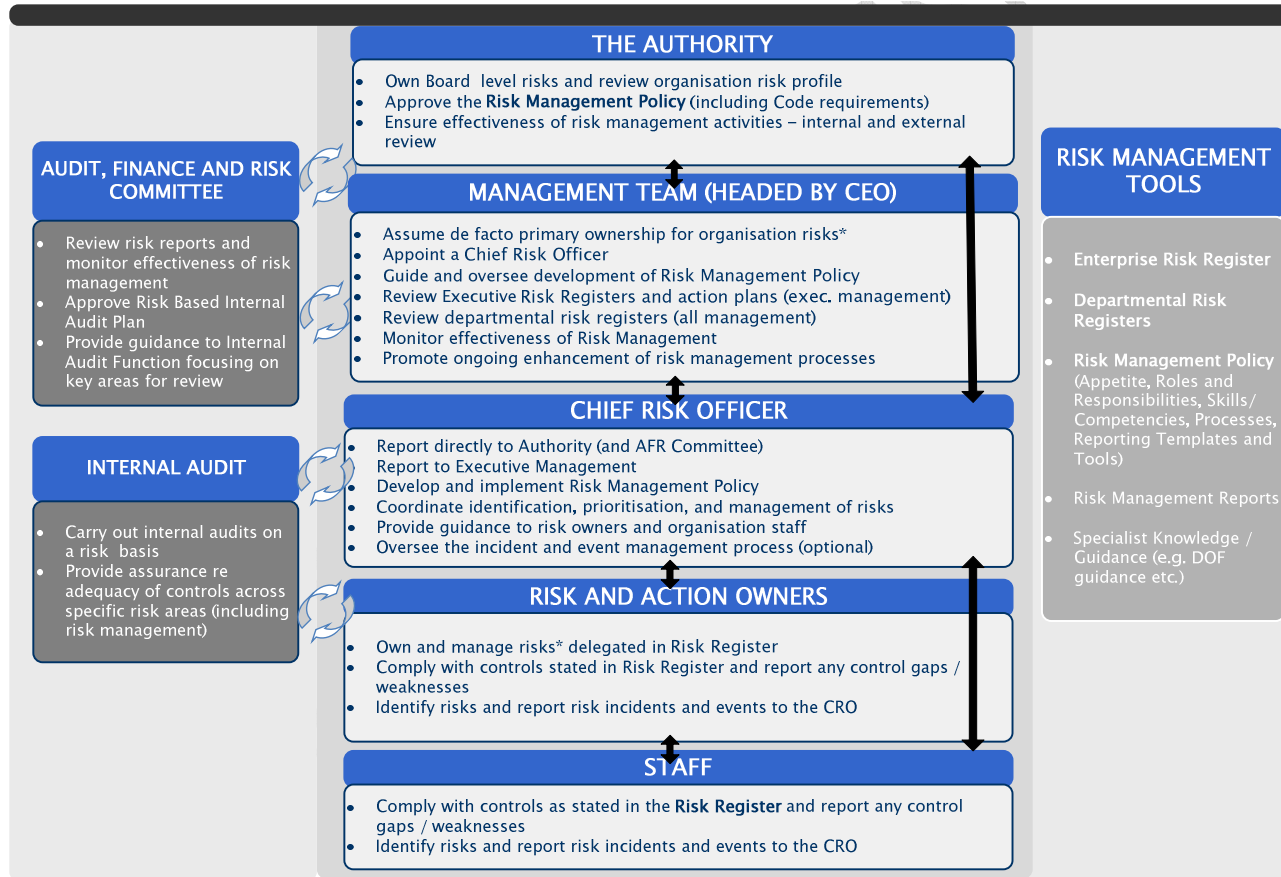 THE AUTHORITY
• Own Board level risks and review organisation risk profile
• Approve the Risk Management Policy (including Code requirements)
• Ensure effectiveness of risk management activities – internal and external
review
AUDIT, FINANCE AND RISK
COMMITTEE
• Review risk reports and
monitor effectiveness of risk
management
• Approve Risk Based Internal
Audit Plan
• Provide guidance to Internal
Audit Function focusing on
key areas for review
MANAGEMENT TEAM (HEADED BY CEO)
• Assume de facto primary ownership for organisation risks*
• Appoint a Chief Risk Officer
• Guide and oversee development of Risk Management Policy
• Review Executive Risk Registers and action plans (exec. management)
• Review departmental risk registers (all management)
• Monitor effectiveness of Risk Management
• Promote ongoing enhancement of risk management processes
CHIEF RISK OFFICER
• Report directly to Authority (and AFR Committee)
• Report to Executive Management
• Develop and implement Risk Management Policy
• Coordinate identification, prioritisation, and management of risks
• Provide guidance to risk owners and organisation staff
• Oversee the incident and event management process (optional)
INTERNAL AUDIT
• Carry out internal audits on
a risk basis
• Provide assurance re
adequacy of controls across
specific risk areas (including
risk management)
RISK AND ACTION OWNERS
• Own and manage risks* delegated in Risk Register
• Comply with controls stated in Risk Register and report any control gaps /
weaknesses
• Identify risks and report risk incidents and events to the CRO
STAFF
• Comply with controls as stated in the Risk Register and report any control
gaps / weaknesses
• Identify risks and report risk incidents and events to the CRO
RISK MANAGEMENT
TOOLS
• Enterprise Risk Register
• Departmental Risk
Registers
• Risk Management Policy
(Appetite, Roles and
Responsibilities, Skills/
Competencies, Processes,
Reporting Templates and
Tools)
• Risk Management Reports
• Specialist Knowledge /
Guidance (e.g. DOF
guidance etc.)